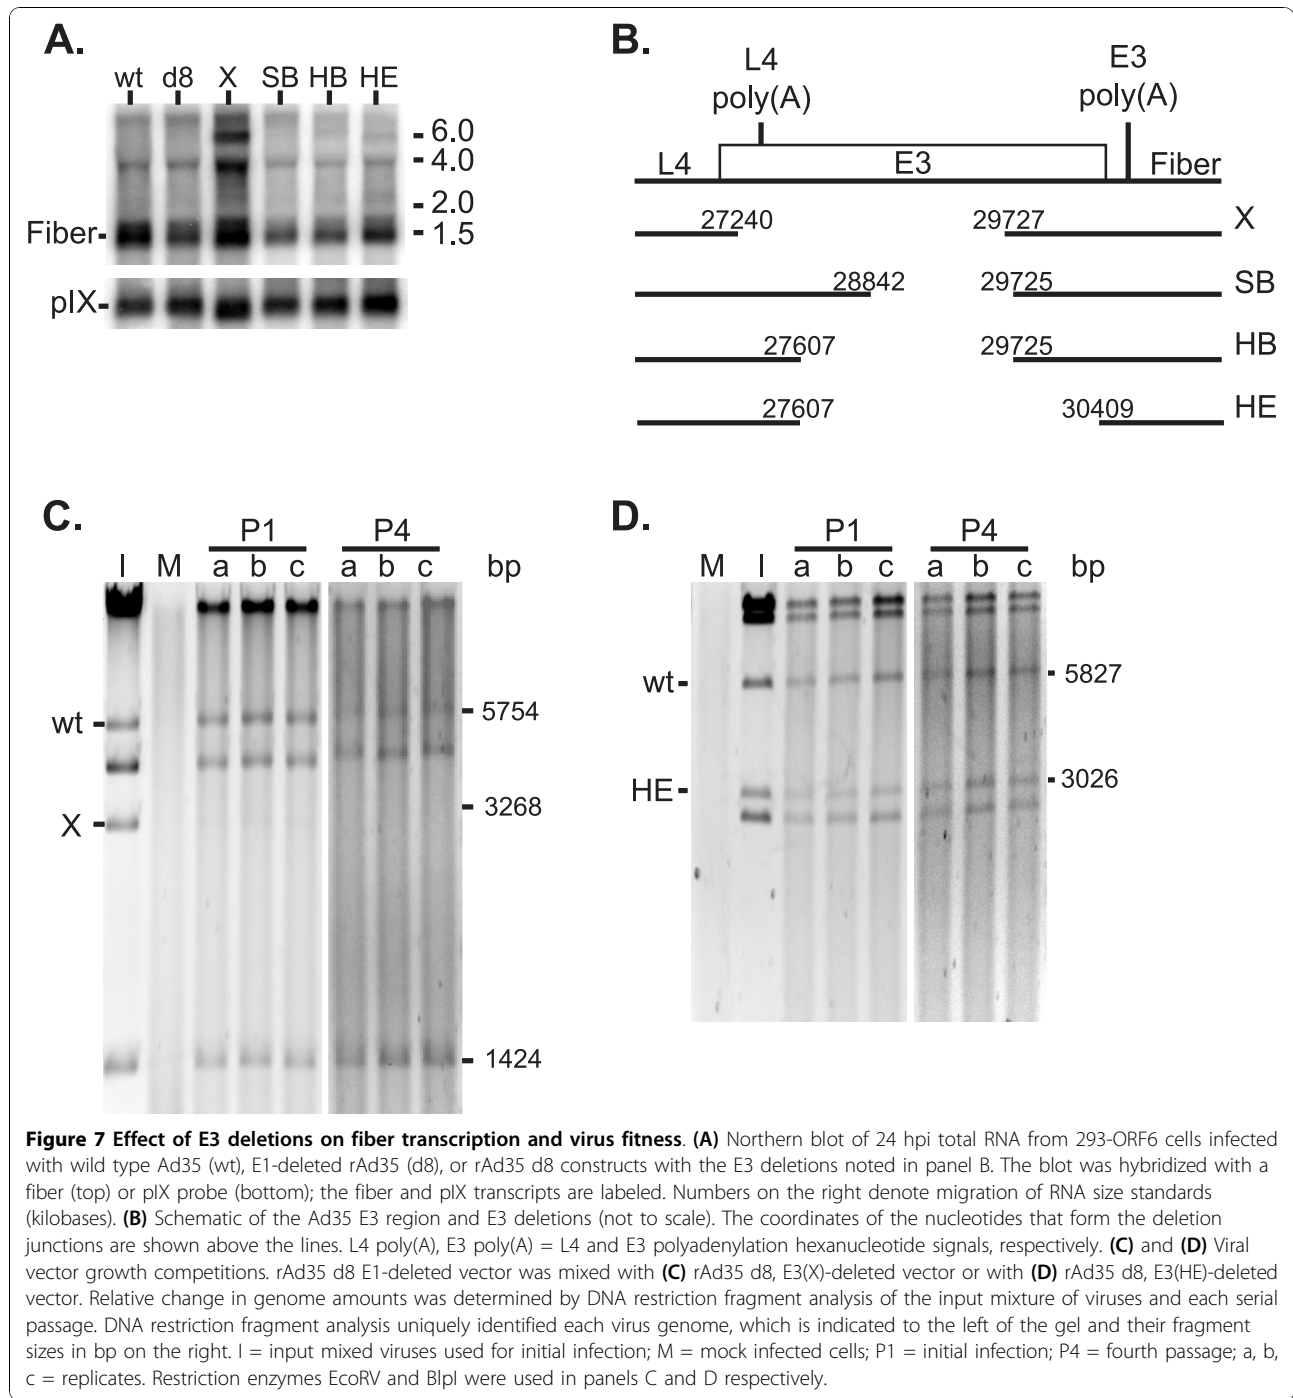 A.
wt d8 X SB HB HE
6.0
4.0
2.0
Fiber
1.5
pIX
B.
L4 poly(A)
E3 poly(A)
L4 E3 Fiber
27240 29727 X
28842 29725 SB
27607 29725 HB
27607 30409 HE
C.
P1 P4
I M a b c a b c bp
wt
5754
X
3268
1424
D.
P1 P4
M I a b c a b c bp
wt
5827
HE
3026
Figure 7 Effect of E3 deletions on fiber transcription and virus fitness. (A) Northern blot of 24 hpi total RNA from 293-ORF6 cells infected
with wild type Ad35 (wt), E1-deleted rAd35 (d8), or rAd35 d8 constructs with the E3 deletions noted in panel B. The blot was hybridized with a
fiber (top) or pIX probe (bottom); the fiber and pIX transcripts are labeled. Numbers on the right denote migration of RNA size standards
(kilobases). (B) Schematic of the Ad35 E3 region and E3 deletions (not to scale). The coordinates of the nucleotides that form the deletion
junctions are shown above the lines. L4 poly(A), E3 poly(A) = L4 and E3 polyadenylation hexanucleotide signals, respectively. (C) and (D) Viral
vector growth competitions. rAd35 d8 E1-deleted vector was mixed with (C) rAd35 d8, E3(X)-deleted vector or with (D) rAd35 d8, E3(HE)-deleted
vector. Relative change in genome amounts was determined by DNA restriction fragment analysis of the input mixture of viruses and each serial
passage. DNA restriction fragment analysis uniquely identified each virus genome, which is indicated to the left of the gel and their fragment
sizes in bp on the right. I = input mixed viruses used for initial infection; M = mock infected cells; P1 = initial infection; P4 = fourth passage; a, b,
c = replicates. Restriction enzymes EcoRV and BlpI were used in panels C and D respectively.